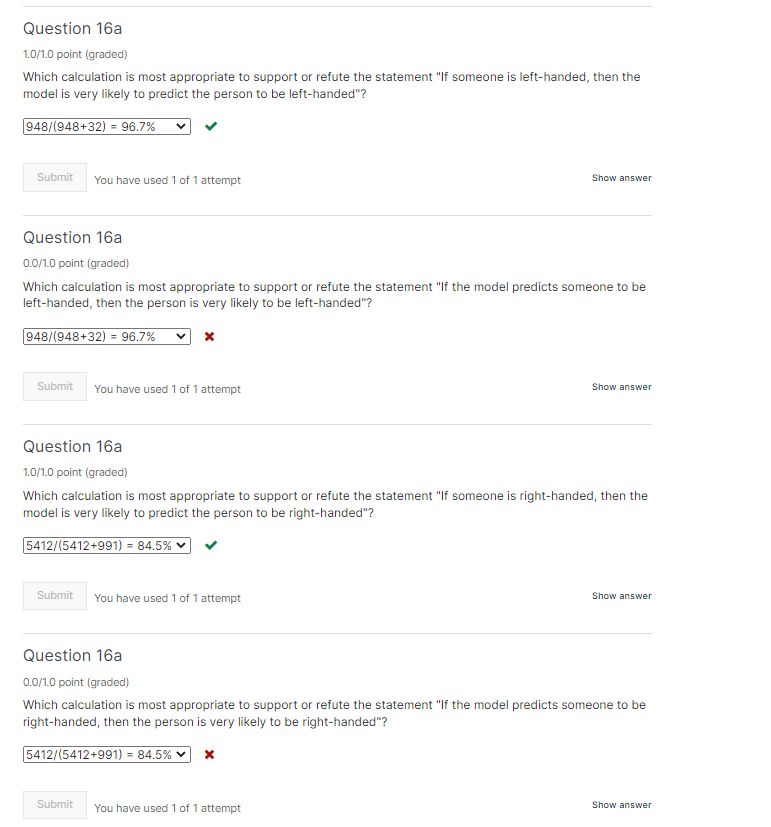 Question 16a
1.0/1.0 point (graded)
Which calculation is most appropriate to support or refute the statement "If someone is left-handed, then the
model is very likely to predict the person to be left-handed"?
948/(948+32) = 96.7%
Submit You have used 1 of 1 attempt Show answer
Question 16a
0.0/1.0 point (graded)
Which calculation is most appropriate to support or refute the statement "If the model predicts someone to be
left-handed, then the person is very likely to be left-handed"?
948/(948+32) = 96.7%
Submit You have used 1 of 1 attempt Show answer
Question 16a
1.0/1.0 point (graded)
Which calculation is most appropriate to support or refute the statement "If someone is right-handed, then the
model is very likely to predict the person to be right-handed"?
5412/(5412+991) = 84.5%
Submit You have used 1 of 1 attempt Show answer
Question 16a
0.0/1.0 point (graded)
Which calculation is most appropriate to support or refute the statement "If the model predicts someone to be
right-handed, then the person is very likely to be right-handed"?
5412/(5412+991) = 84.5%
Submit You have used 1 of 1 attempt Show answer